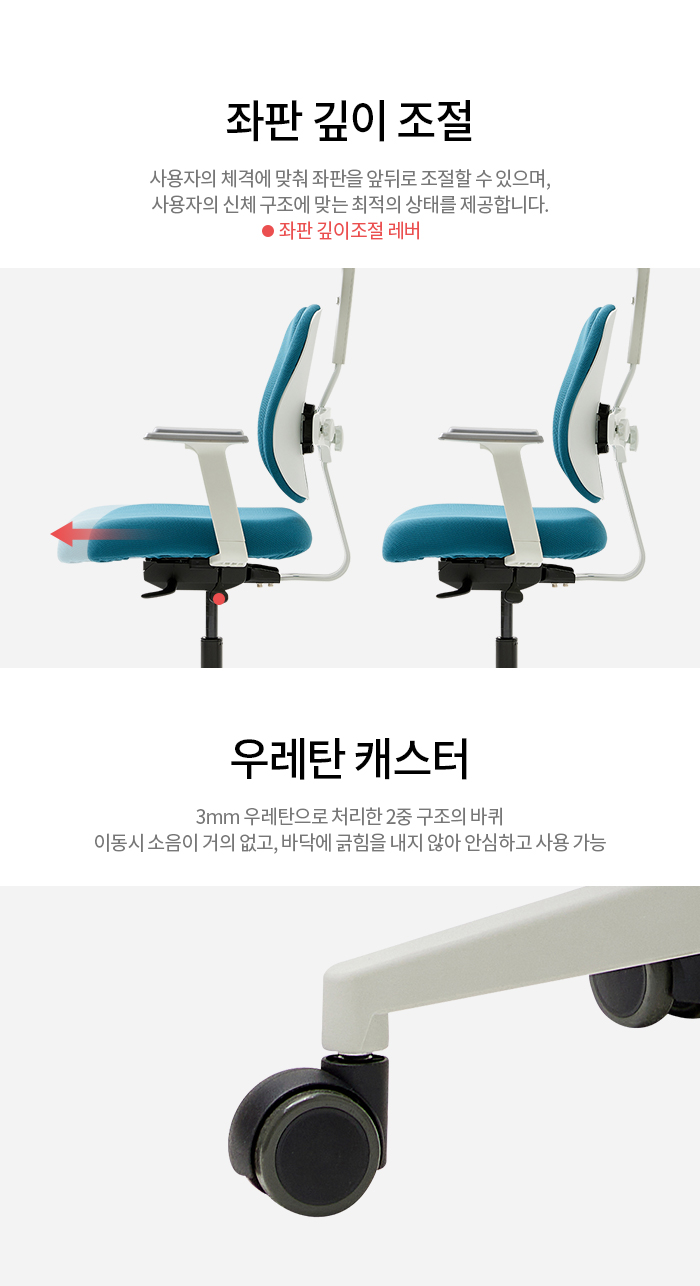 좌판 깊이 조절
사용자의 체격에 맞춰 좌판을 앞뒤로 조절할 수 있으며,
사용자의 신체 구조에 맞는 최적의 상태를 제공합니다.
● 좌판 깊이조절 레버
우레탄 캐스터
3mm 우레탄으로 처리한 2중 구조의 바퀴
이동시 소음이 거의 없고, 바닥에 긁힘을 내지 않아 안심하고 사용 가능